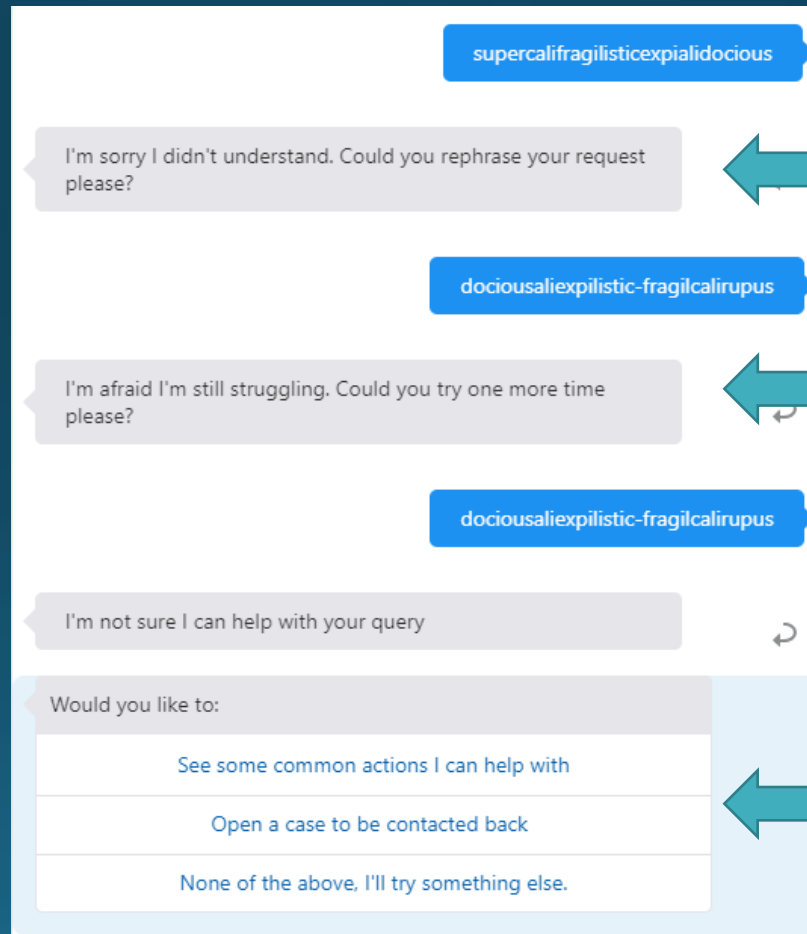 supercalifragilisticexpialidocious
I'm sorry I didn't understand. Could you rephrase your request
please?
dociousaliexpilistic-fragilcalirupus
I'm afraid I'm still struggling. Could you try one more time
please?
dociousaliexpilistic-fragilcalirupus
I'm not sure I can help with your query
Would you like to:
See some common actions I can help with
Open a case to be contacted back
None of the above, I'll try something else.